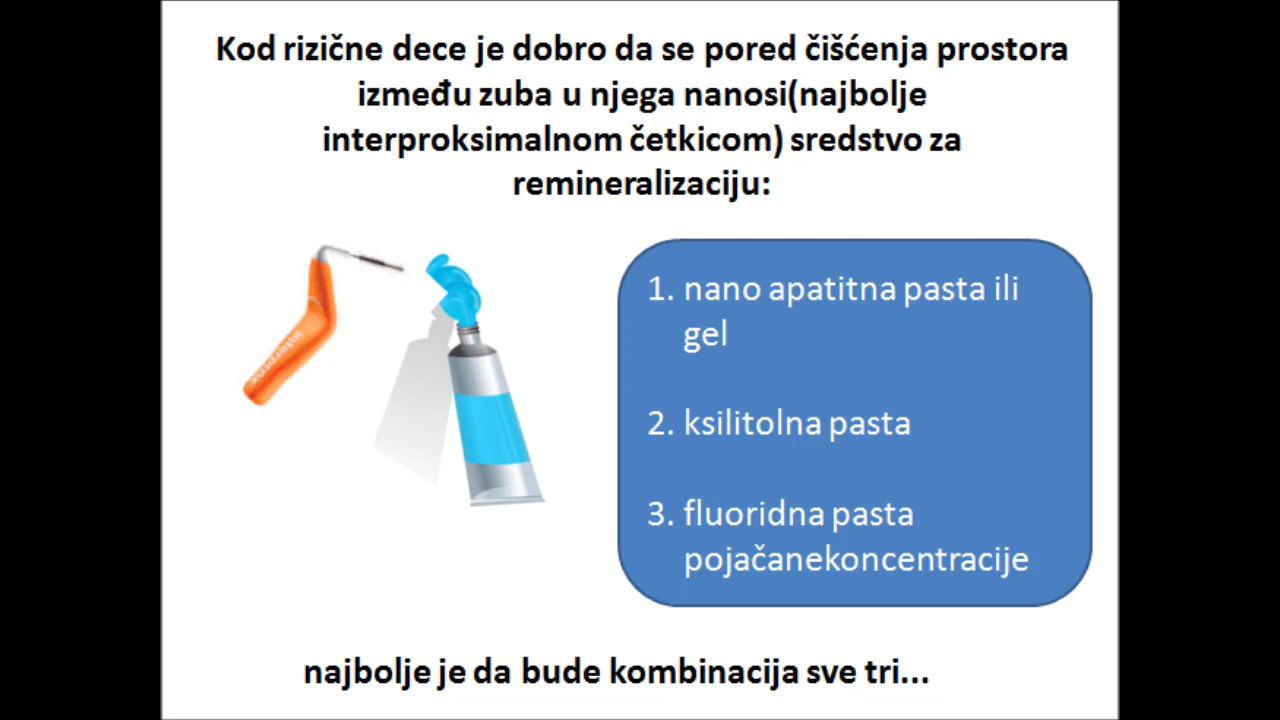 Kod rizične dece je dobro da se pored čišćenja prostora
između zuba u njega nanosi(najbolje
interproksimalnom četkicom) sredstvo za
remineralizaciju:
1. nano apatitna pasta ili
gel
2. ksilitolna pasta
3. fluoridna pasta
pojačanekoncentracije
najbolje je da bude kombinacija sve tri...